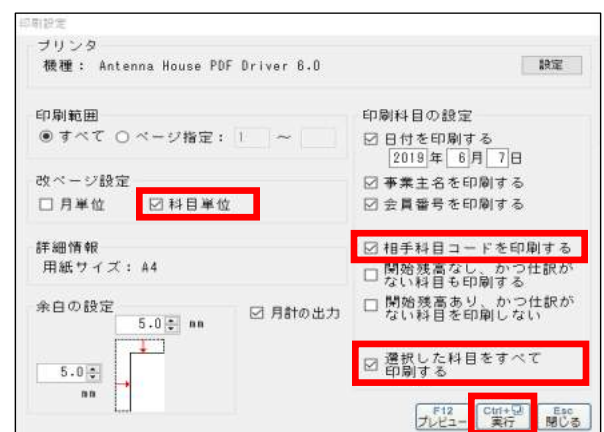 印刷設定
プリンタ
機種： Antenna House PDF Driver 6.0
設定
印刷範囲
すべて ページ指定： 1 ～
改ページ設定
月単位 科目単位
詳細情報
用紙サイズ： A4
余白の設定
5.0 mm
5.0
mm
月計の出力
印刷科目の設定
日付を印刷する
2019 年 6 月 7 日
事業主名を印刷する
会員番号を印刷する
相手科目コードを印刷する
開始残高なし、かつ仕訳が
ない科目も印刷する
開始残高あり、かつ仕訳が
ない科目を印刷しない
選択した科目をすべて
印刷する
F12
プレビュー
Ctrl+
実行
Esc
閉じる